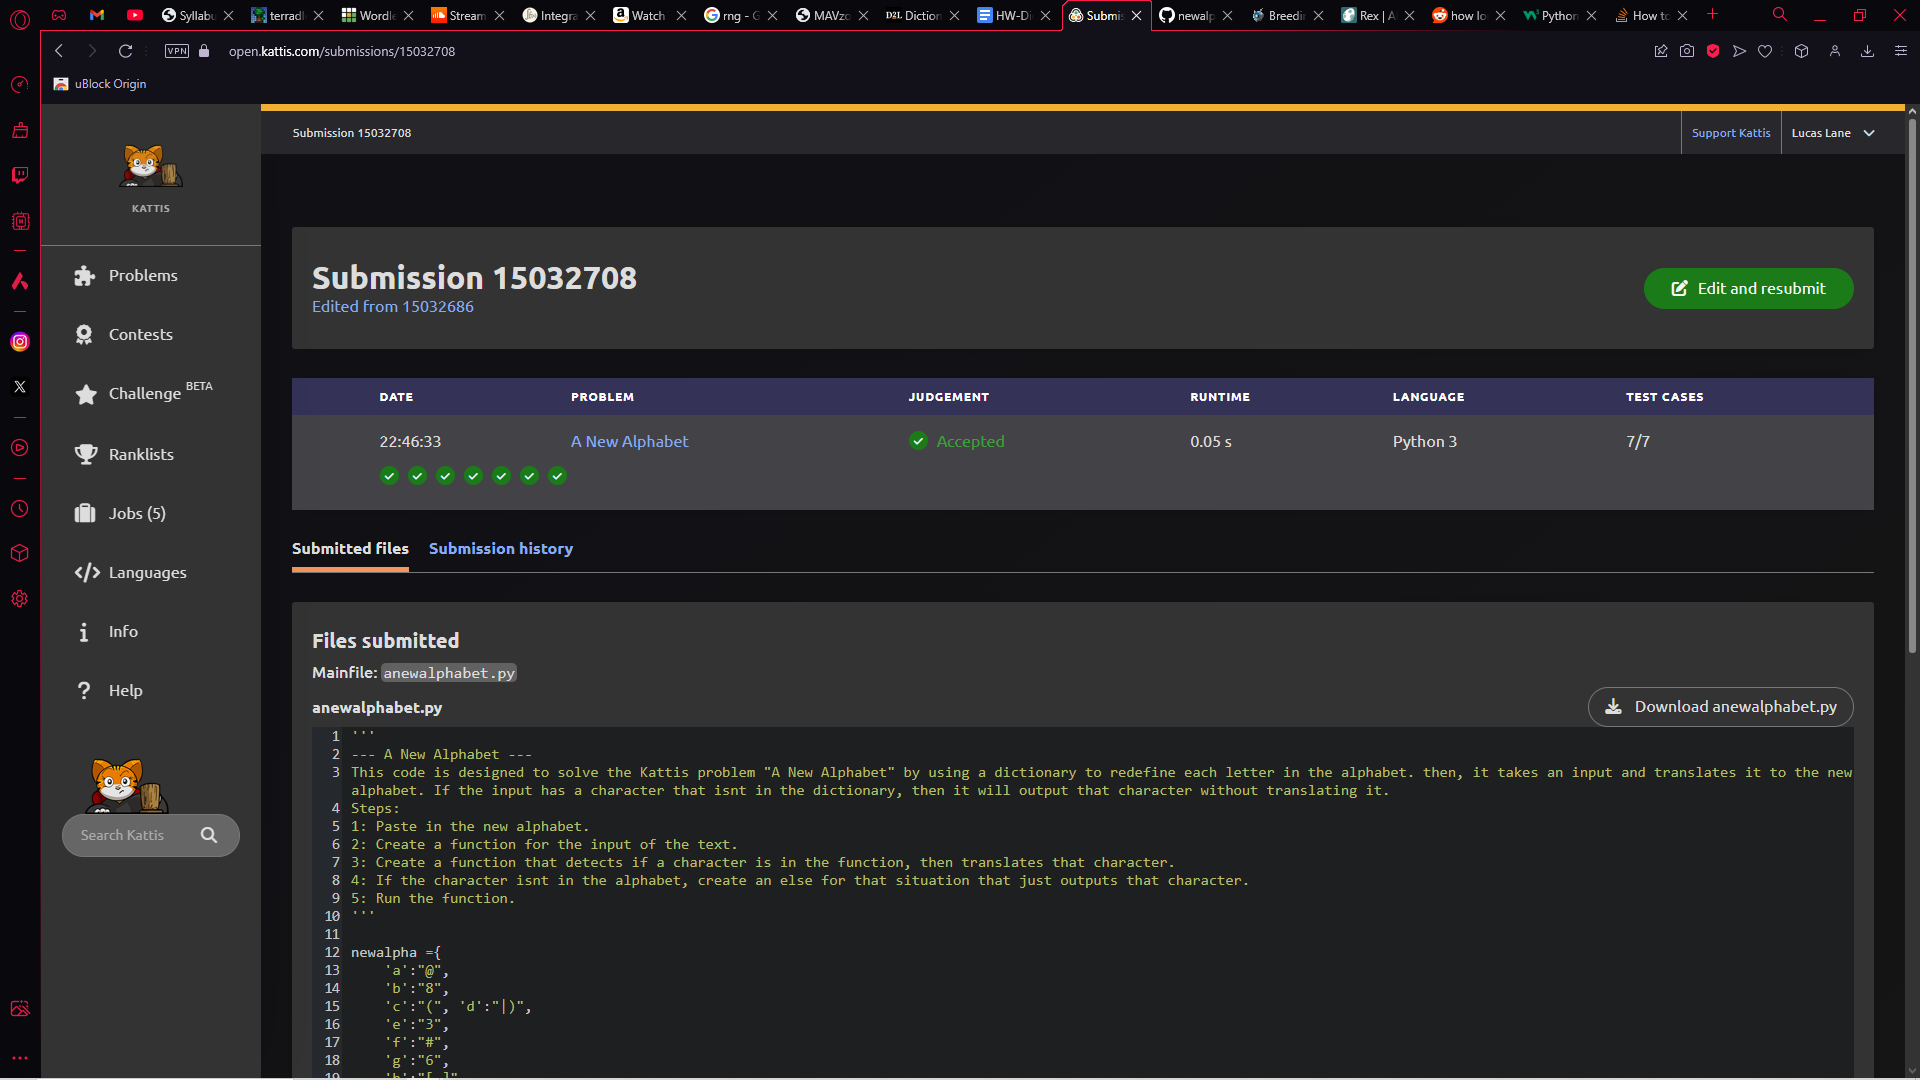 Syllabu
terradi
Wordle
Stream
Integra
Watch
rng - G
MAVzo
D2L Diction
HW-Di
Submis
newalp
Breedin
Rex | A
how lo
Python
How to
VPN open.kattis.com/submissions/15032708
uBlock Origin
KATTIS
Submission 15032708
Support Kattis
Lucas Lane
Problems
Contests
Challenge BETA
Ranklists
Jobs (5)
Languages
Info
Help
Search Kattis
Submission 15032708
Edited from 15032686
Edit and resubmit
DATE PROBLEM JUDGEMENT RUNTIME LANGUAGE TEST CASES
22:46:33 A New Alphabet Accepted 0.05 s Python 3 7/7
Submitted files Submission history
Files submitted
Mainfile: anewalphabet.py
anewalphabet.py
Download anewalphabet.py
1 '''
2 --- A New Alphabet ---
3 This code is designed to solve the Kattis problem "A New Alphabet" by using a dictionary to redefine each letter in the alphabet. then, it takes an input and translates it to the new
alphabet. If the input has a character that isnt in the dictionary, then it will output that character without translating it.
4 Steps:
5 1: Paste in the new alphabet.
6 2: Create a function for the input of the text.
7 3: Create a function that detects if a character is in the function, then translates that character.
8 4: If the character isnt in the alphabet, create an else for that situation that just outputs that character.
9 5: Run the function.
10 '''
11
12 newalpha ={
13 'a':"@",
14 'b':"8",
15 'c':"(", 'd':"|)",
16 'e':"3",
17 'f':"#",
18 'g':"6",